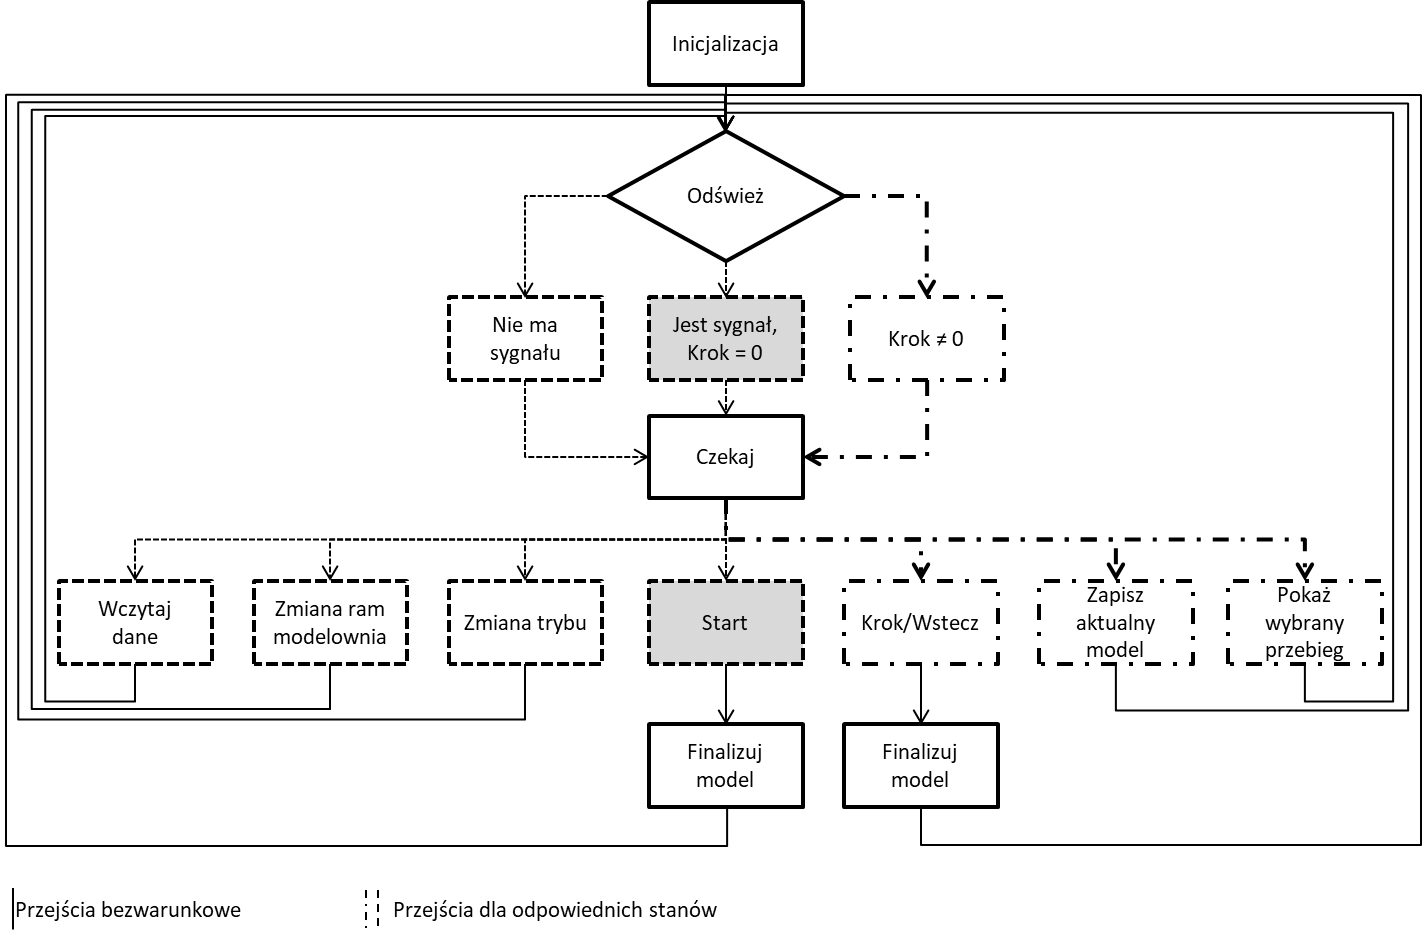 Inicjalizacja
Odśwież
Nie ma
sygnału
Jest sygnał,
Krok = 0
Krok ≠ 0
Czekaj
Wczytaj
dane
Zmiana ram
modelownia
Zmiana trybu
Start
Krok/Wstecz
Zapisz
aktualny
model
Pokaż
wybrany
przebieg
Finalizuj
model
Finalizuj
model
Przejścia bezwarunkowe
Przejścia dla odpowiednich stanów